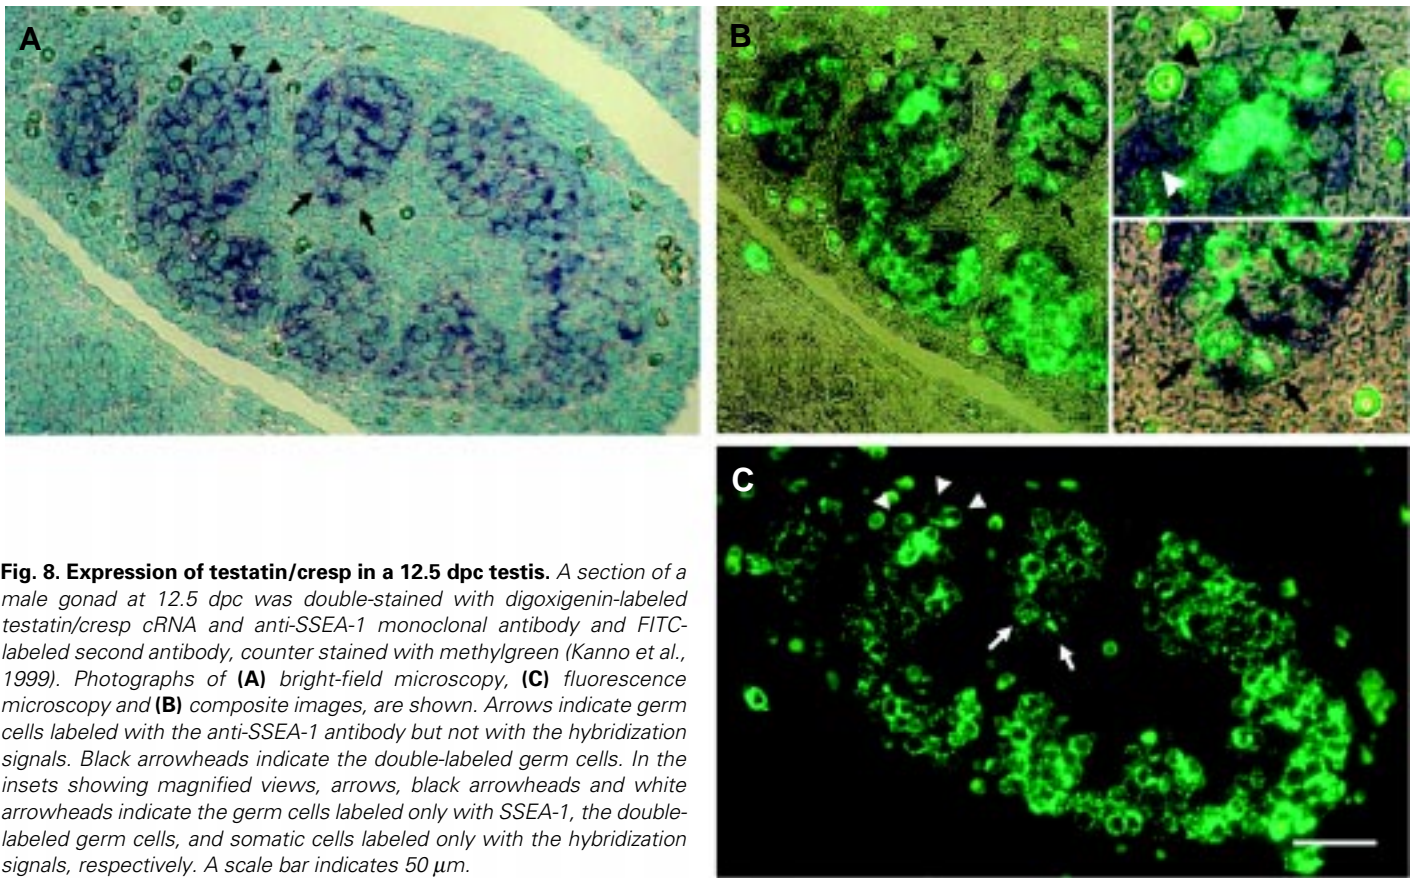 A
B
C
Fig. 8. Expression of testatin/cresp in a 12.5 dpc testis. A section of a
male gonad at 12.5 dpc was double-stained with digoxigenin-labeled
testatin/cresp cRNA and anti-SSEA-1 monoclonal antibody and FITC-
labeled second antibody, counter stained with methylgreen (Kanno et al.,
1999). Photographs of (A) bright-field microscopy, (C) fluorescence
microscopy and (B) composite images, are shown. Arrows indicate germ
cells labeled with the anti-SSEA-1 antibody but not with the hybridization
signals. Black arrowheads indicate the double-labeled germ cells. In the
insets showing magnified views, arrows, black arrowheads and white
arrowheads indicate the germ cells labeled only with SSEA-1, the double-
labeled germ cells, and somatic cells labeled only with the hybridization
signals, respectively. A scale bar indicates 50 μm.